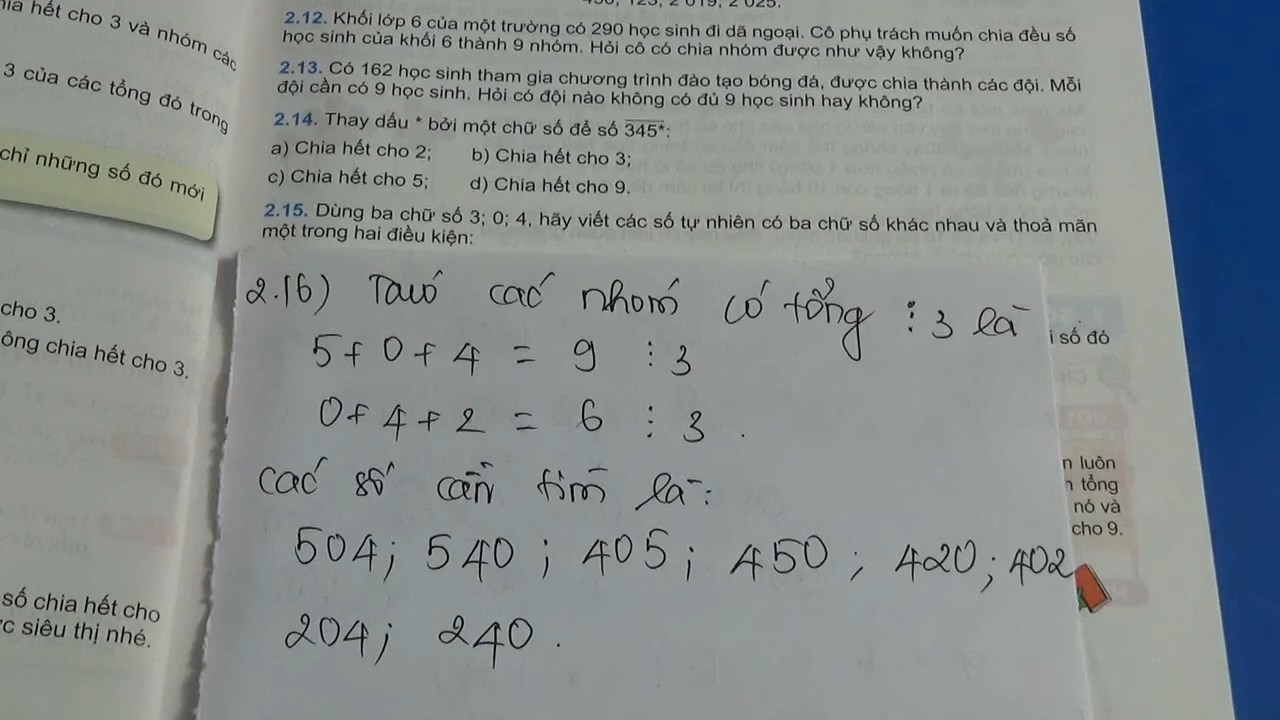 ia hết cho 3 và nhóm các
3 của các tổng đó trong
chỉ những số đó mới
cho 3.
ông chia hết cho 3.
số chia hết cho
siêu thị nhé.
2.12. Khối lớp 6 của một trường có 290 học sinh đi dã ngoại. Cô phụ trách muốn chia đều số
học sinh của khối 6 thành 9 nhóm. Hỏi cô có chia nhóm được như vậy không?
2.13. Có 162 học sinh tham gia chương trình đào tạo bóng đá, được chia thành các đội. Mỗi
đội cần có 9 học sinh. Hỏi có đội nào không có đủ 9 học sinh hay không?
2.14. Thay dấu * bởi một chữ số để số 345*:
a) Chia hết cho 2; b) Chia hết cho 3;
c) Chia hết cho 5; d) Chia hết cho 9.
2.15. Dùng ba chữ số 3; 0; 4, hãy viết các số tự nhiên có ba chữ số khác nhau và thoả mãn
một trong hai điều kiện:
2.16) các nhóm có tổng ⋮ 3 là
5 + 0 + 4 = 9 ⋮ 3
0 + 4 + 2 = 6 ⋮ 3.
các số cần tìm là:
504; 540; 405; 450; 420; 402
204; 240.
i số đó
n luôn
tổng
nó và
cho 9.